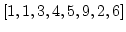 [1, 1, 3, 4, 5, 9, 2, 6]